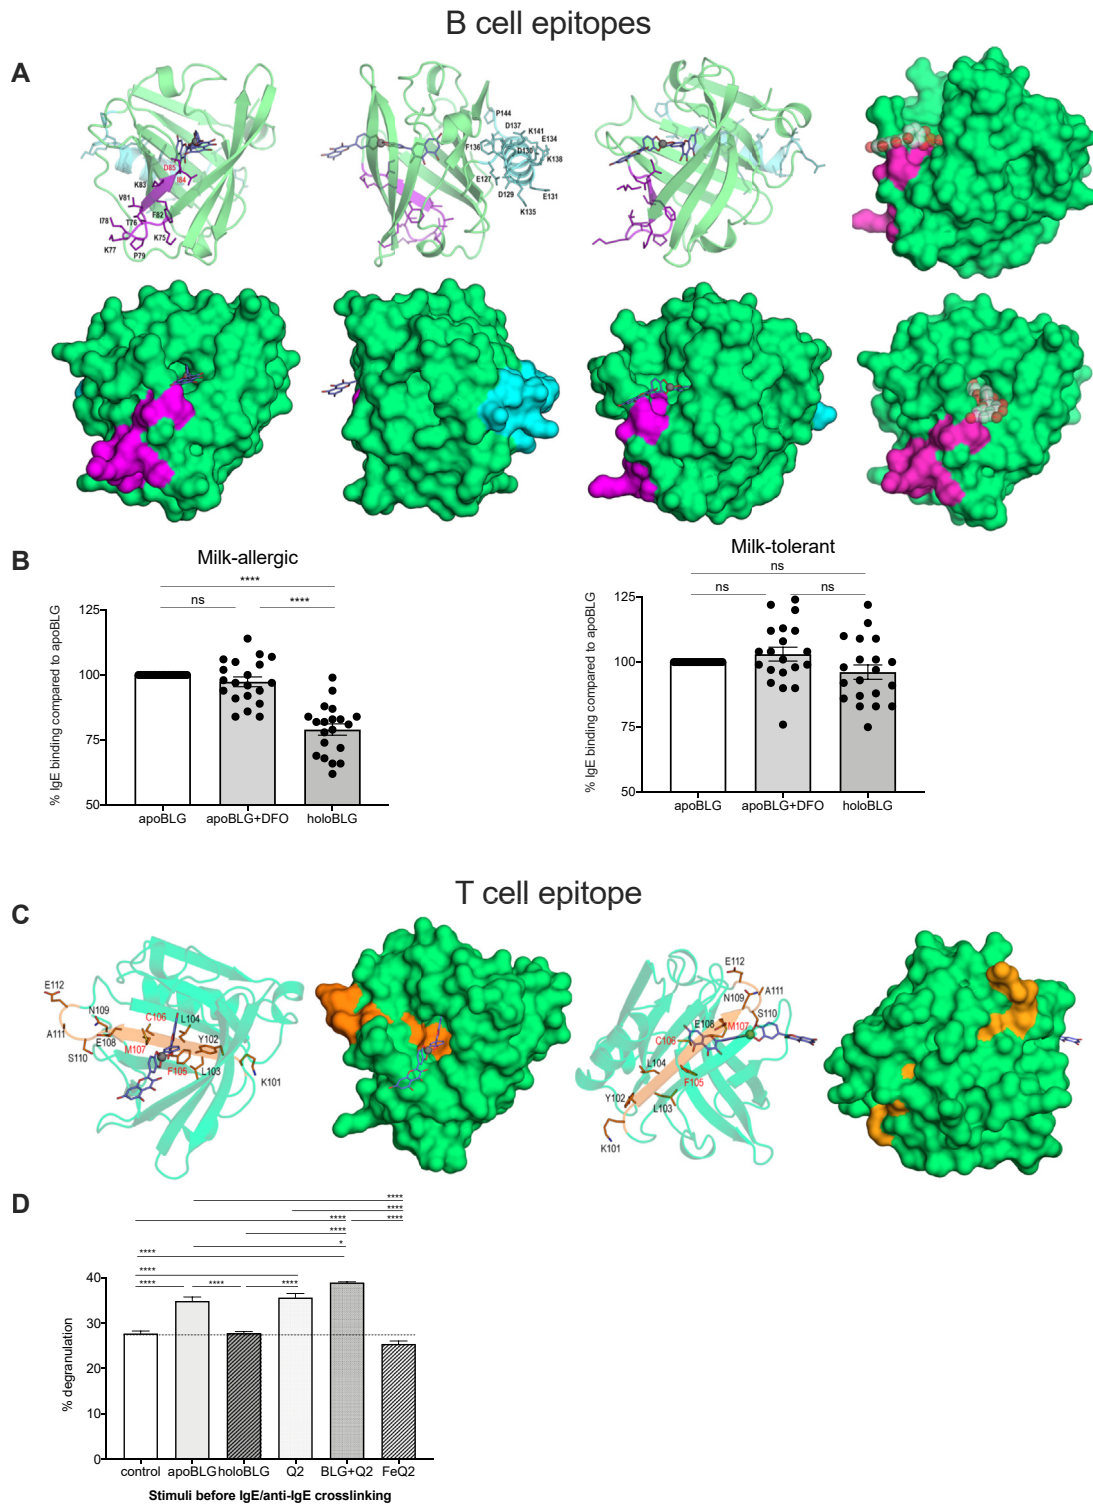 B cell epitopes
A
D85
I84
K83
V81
F82
I78
T76
K75
K77
P79
P144
D137
K141
E134
F136
D130
K138
E127
D129
E131
K135
B
Milk-allergic
****
ns
****
% IgE binding compared to apoBLG
125
100
75
50
apoBLG
apoBLG+DFO
holoBLG
Milk-tolerant
ns
ns
ns
% IgE binding compared to apoBLG
125
100
75
50
apoBLG
apoBLG+DFO
holoBLG
T cell epitope
C
E112
N109
C106
L104
A111
E108
Y102
S110
M107
F105
L103
K101
E112
A111
N109
S110
E108
M107
C106
L104
F105
Y102
L103
K101
D
****
****
****
****
****
*
****
****
****
****
****
% degranulation
40
30
20
10
0
control
apoBLG
holoBLG
Q2
BLG+Q2
FeQ2
Stimuli before IgE/anti-IgE crosslinking